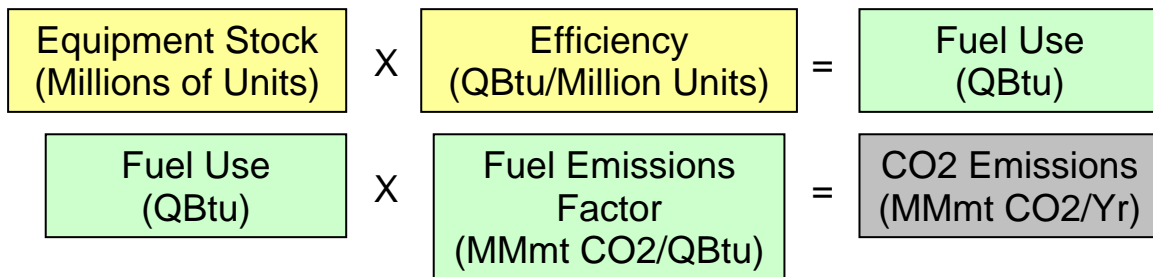 Equipment Stock
(Millions of Units)
X
Efficiency
(QBtu/Million Units)
=
Fuel Use
(QBtu)
Fuel Use
(QBtu)
X
Fuel Emissions
Factor
(MMmt CO2/QBtu)
=
CO2 Emissions
(MMmt CO2/Yr)